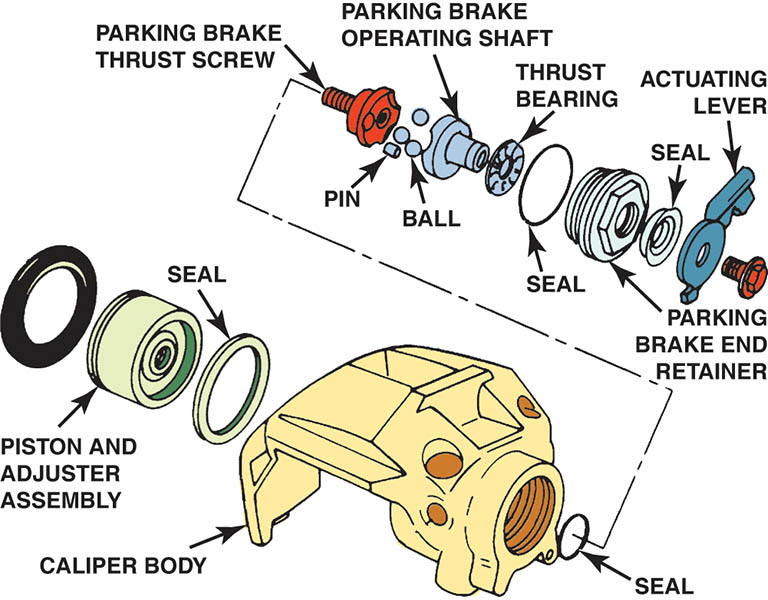 PARKING BRAKE
THRUST SCREW
PARKING BRAKE
OPERATING SHAFT
THRUST
BEARING
ACTUATING
LEVER
SEAL
PIN
BALL
SEAL
PARKING
BRAKE END
RETAINER
SEAL
PISTON AND
ADJUSTER
ASSEMBLY
CALIPER BODY
SEAL